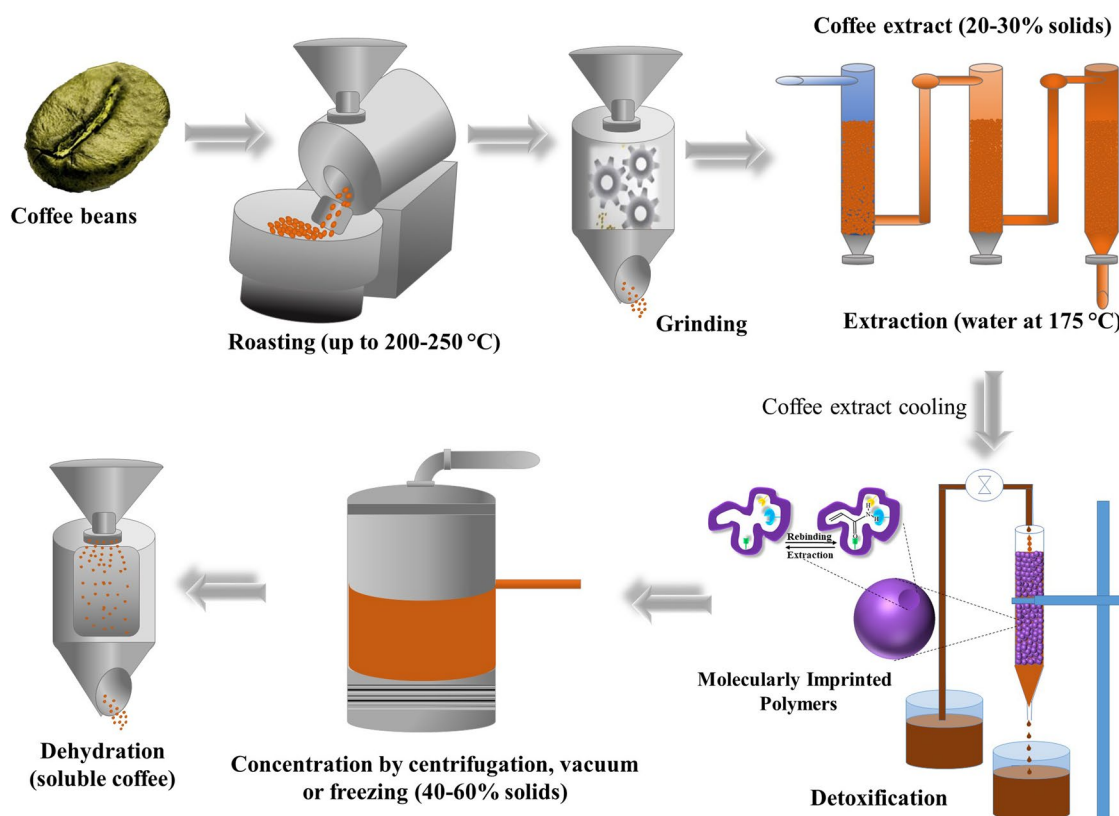 Coffee extract (20-30% solids)
Coffee beans
Roasting (up to 200-250 °C)
Grinding
Extraction (water at 175 °C)
Coffee extract cooling
Rebinding
Extraction
N
H
H
O
Molecularly Imprinted
Polymers
Detoxification
Concentration by centrifugation, vacuum
or freezing (40-60% solids)
Dehydration
(soluble coffee)